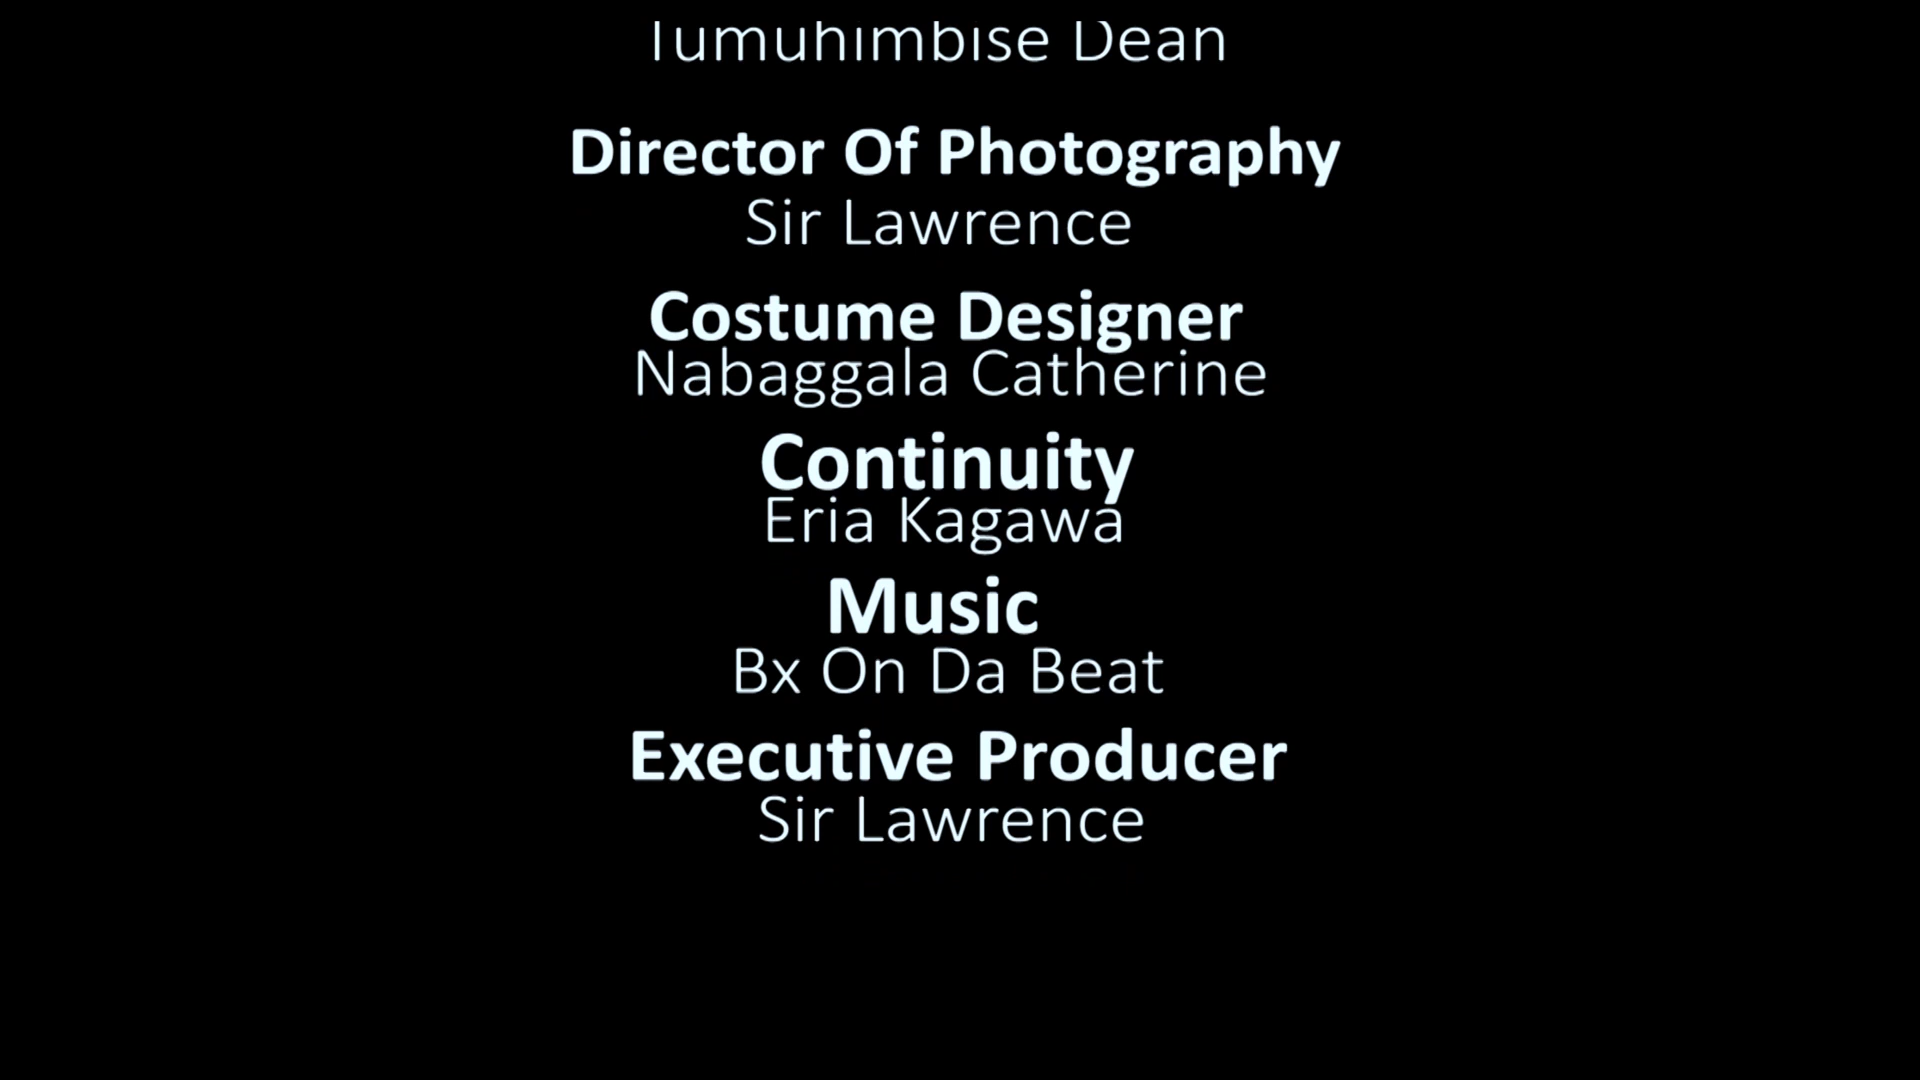 Tumuhimbise Dean
Director Of Photography
Sir Lawrence
Costume Designer
Nabaggala Catherine
Continuity
Eria Kagawa
Music
Bx On Da Beat
Executive Producer
Sir Lawrence